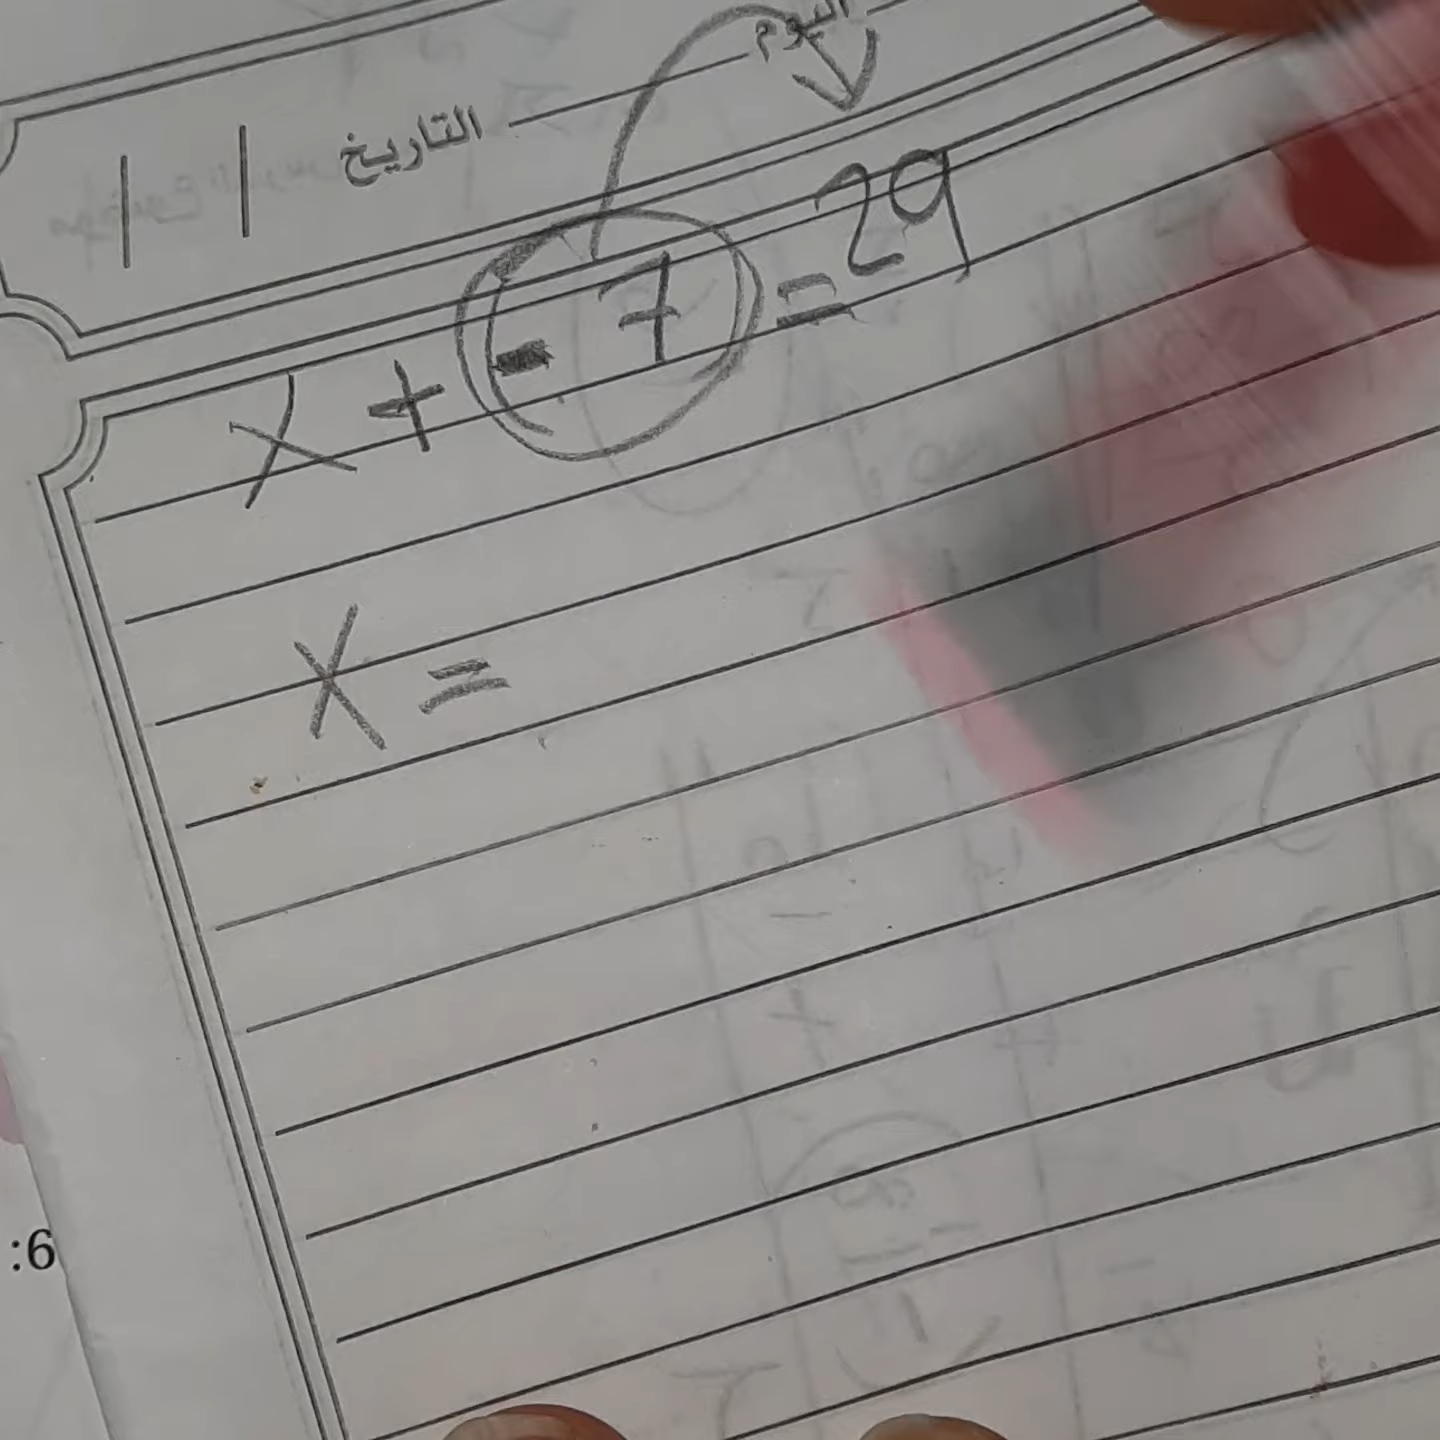 اليوم
التاريخ / /
x + - 7 = 29
x =
:6